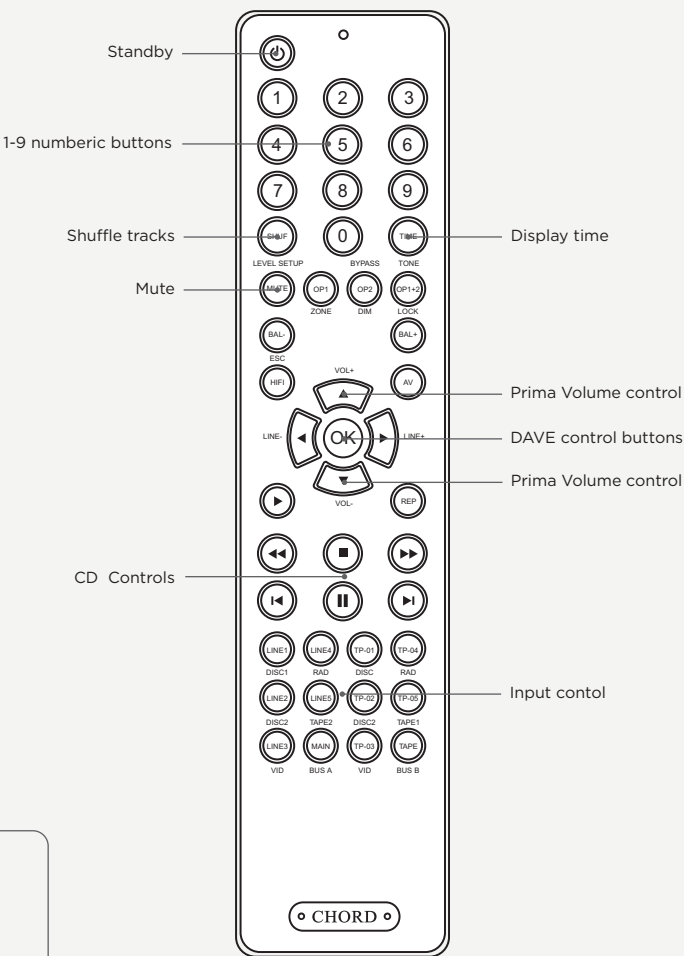 Standby
1 2 3
1-9 numberic buttons
4 5 6
7 8 9
Shuffle tracks
SHUF 0 TIME
Display time
LEVEL SETUP BYPASS TONE
Mute
MUTE OP1 OP2 OP1+2
ZONE DIM LOCK
BAL- BAL+
ESC
VOL+
HIFI AV
Prima Volume control
LINE- OK LINE+
DAVE control buttons
Prima Volume control
VOL-
REP
CD Controls
LINE1 LINE4 TP-01 TP-04
DISC1 RAD DISC RAD
LINE2 LINE5 TP-02 TP-05
Input contol
DISC2 TAPE2 DISC2 TAPE1
LINE3 MAIN TP-03 TAPE
VID BUS A VID BUS B
CHORD